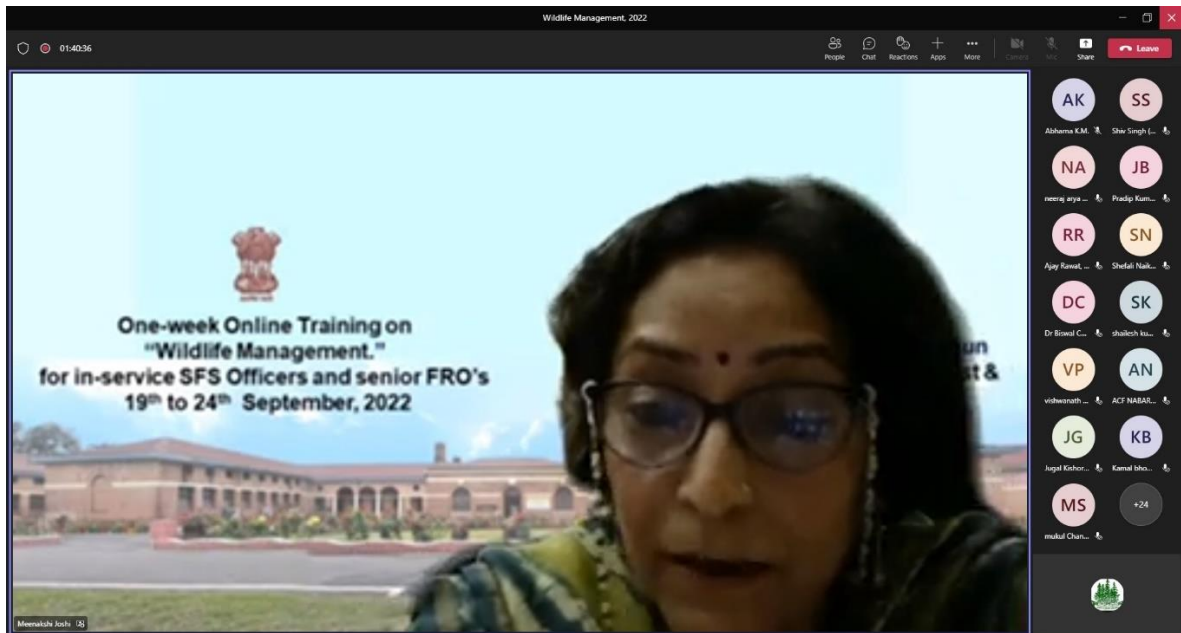 Wildlife Management, 2022
01:40:36
People
Chat
Reactions
Apps
More
Camera
Mic
Share
Leave
One-week Online Training on
“Wildlife Management.”
for in-service SFS Officers and senior FRO's
19th to 24th September, 2022
un
st &
Meenakshi Joshi
AK
SS
Abhama K.M.
Shiv Singh (...
NA
JB
neeraj arya ...
Pradip Kum...
RR
SN
Ajay Rawat, ...
Shefali Naik...
DC
SK
Dr Biswal C...
shailesh ku...
VP
AN
vishwanath ...
ACF NABAR...
JG
KB
Jugal Kishor...
Kamal bho...
MS
+24
mukul Chan...